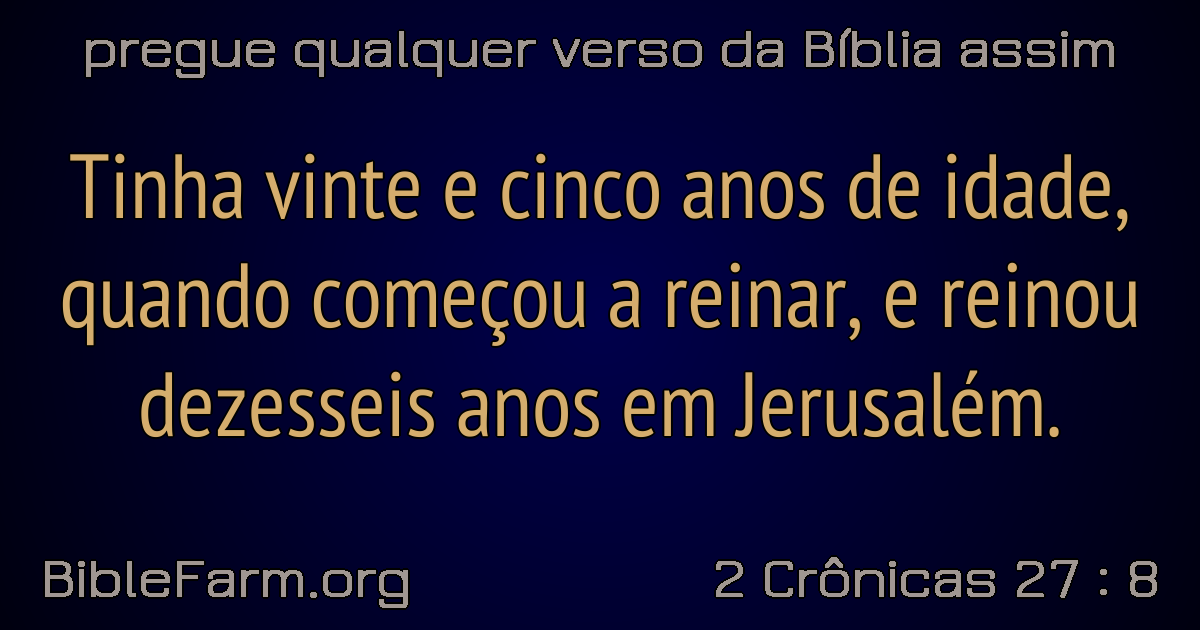 pregue qualquer verso da Bíblia assim
Tinha vinte e cinco anos de idade,
quando começou a reinar, e reinou
dezesseis anos em Jerusalém.
BibleFarm.org
2 Crônicas 27 : 8